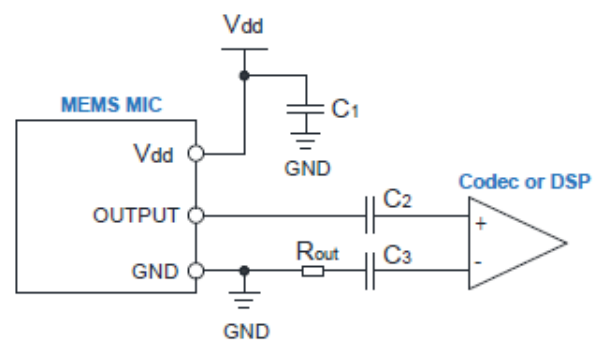 Vdd
MEMS MIC
C1
Vdd
GND
Codec or DSP
OUTPUT
C2
+
Rout
C3
-
GND
GND